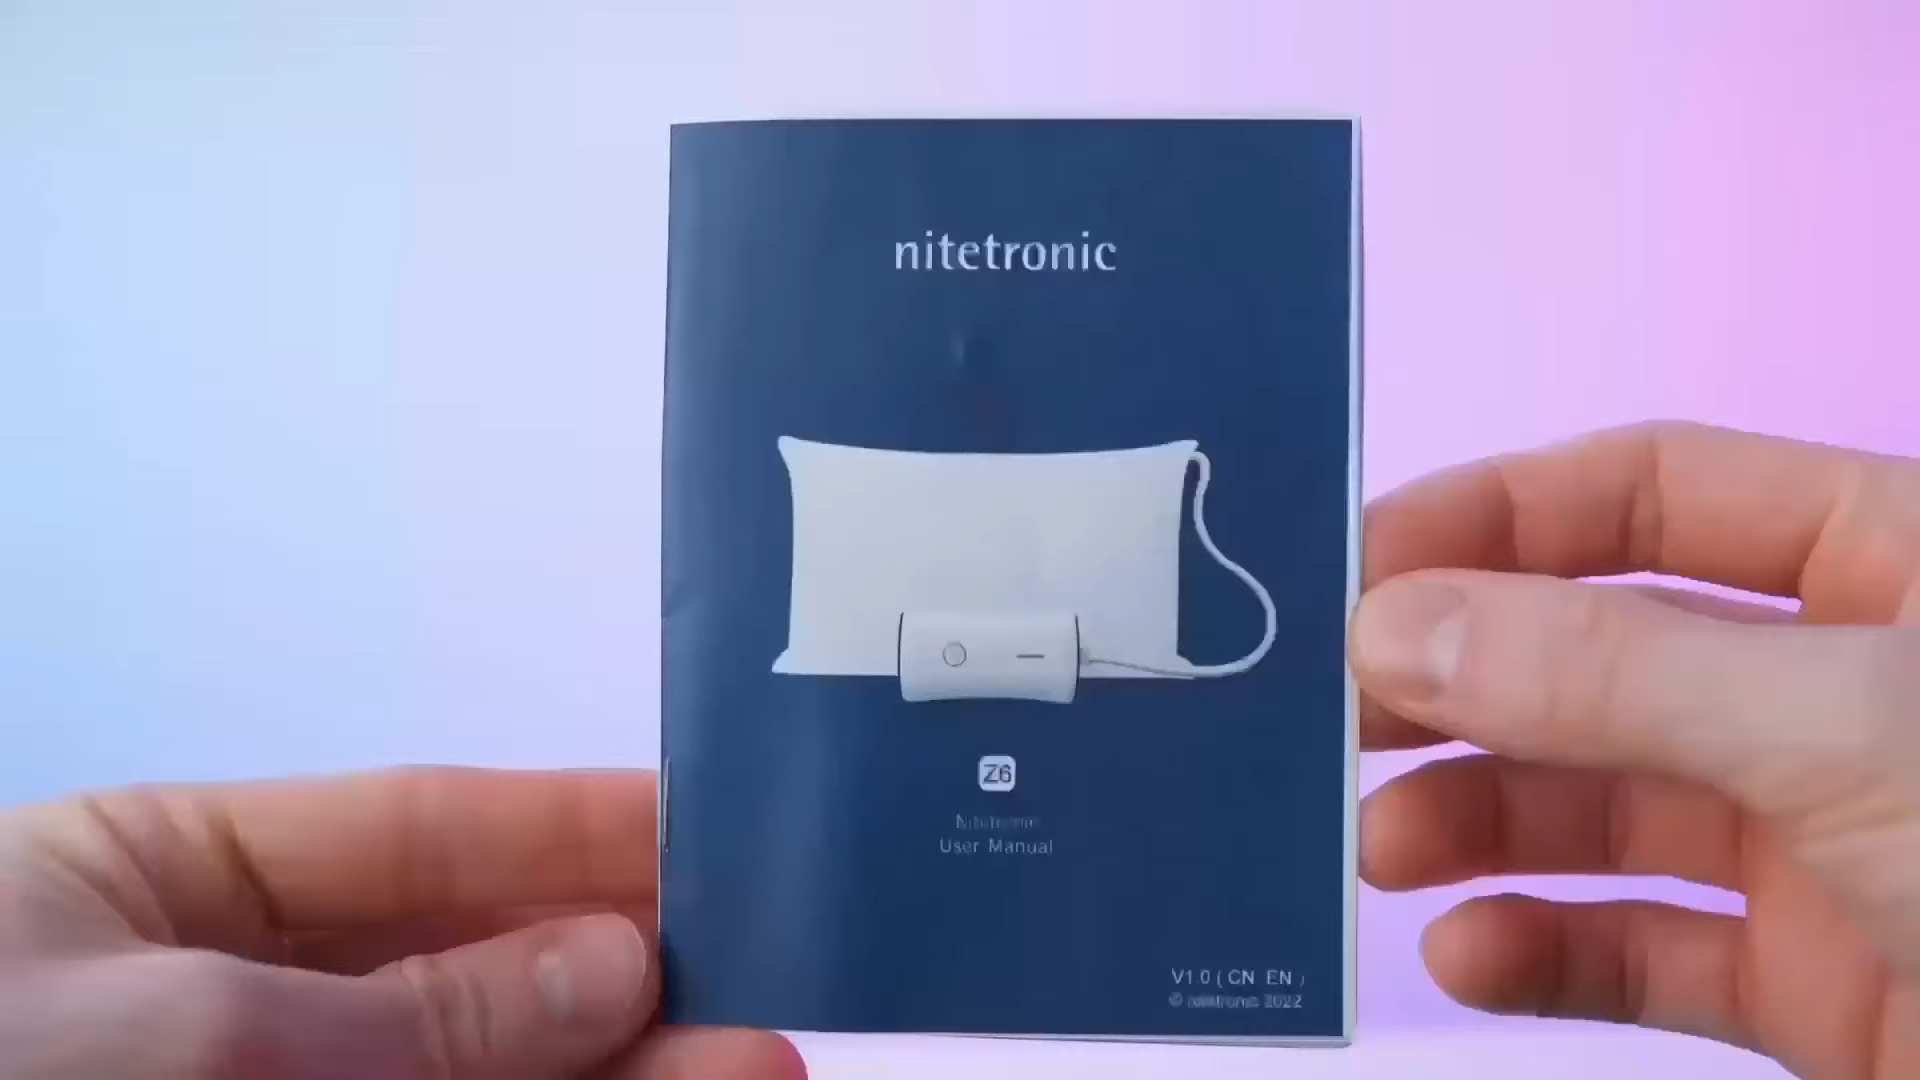 nitetronic
Z6
Nitetronic
User Manual
V1.0 ( CN EN )
© nitetronic 2022